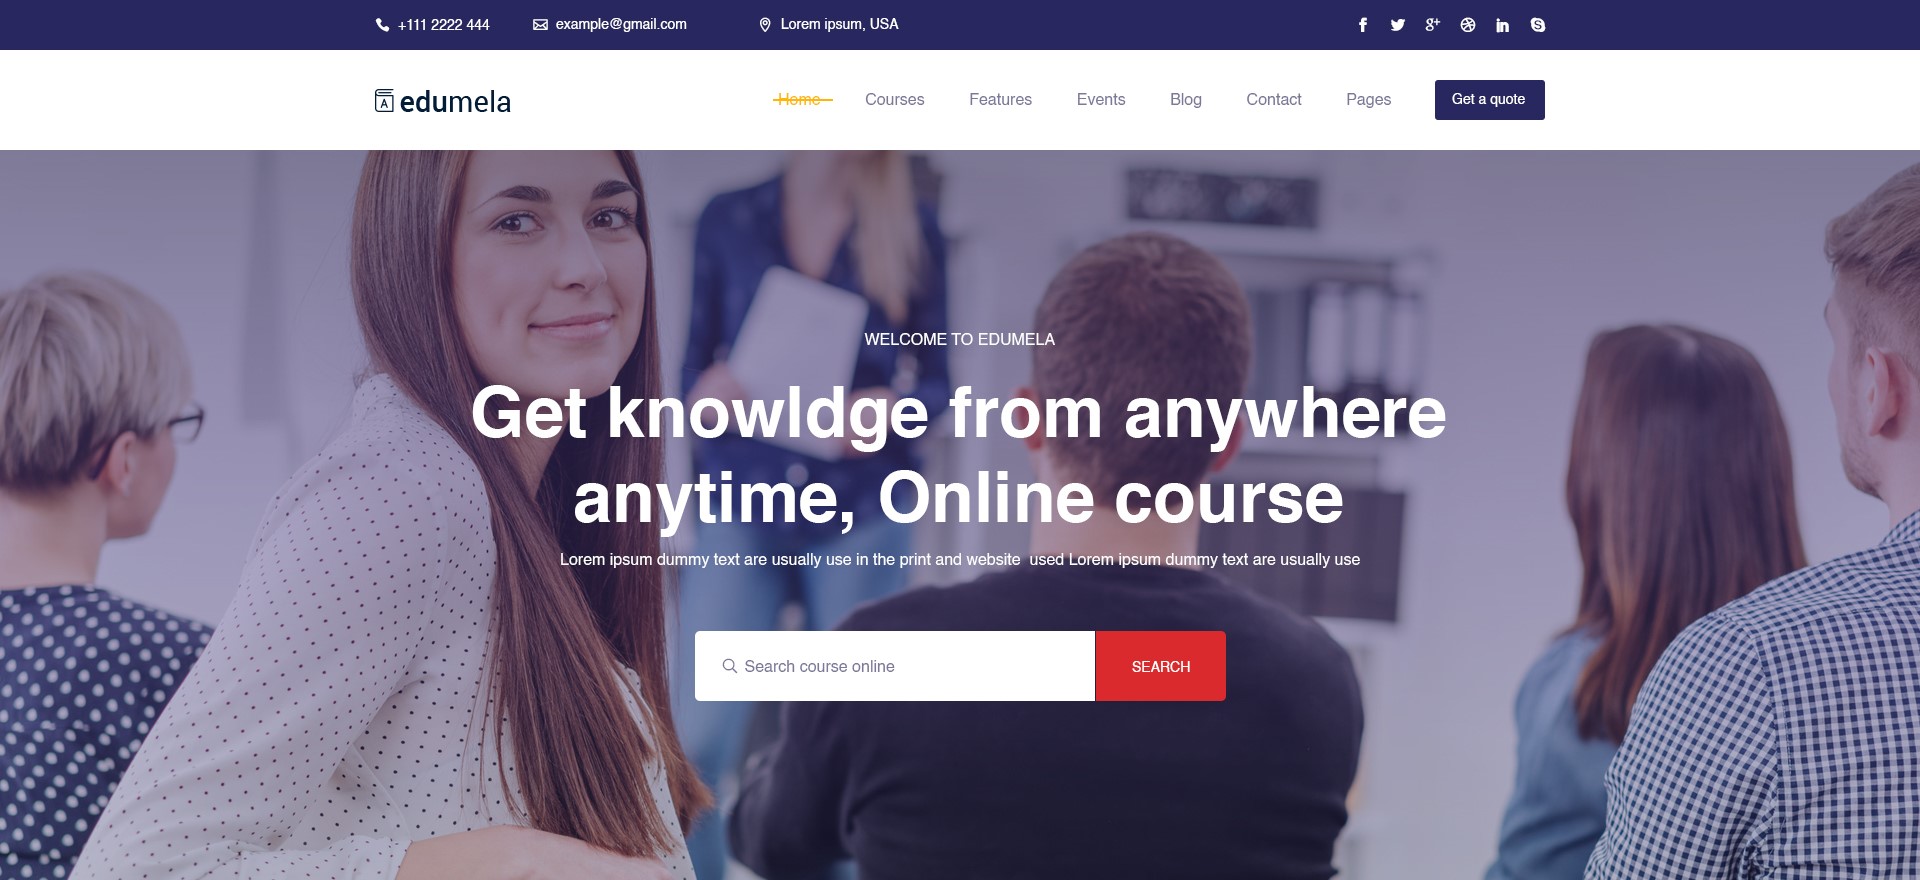 +111 2222 444 example@gmail.com Lorem ipsum, USA
A edumela Home Courses Features Events Blog Contact Pages Get a quote
WELCOME TO EDUMELA
Get knowldge from anywhere
anytime, Online course
Lorem ipsum dummy text are usually use in the print and website used Lorem ipsum dummy text are usually use
Search course online SEARCH